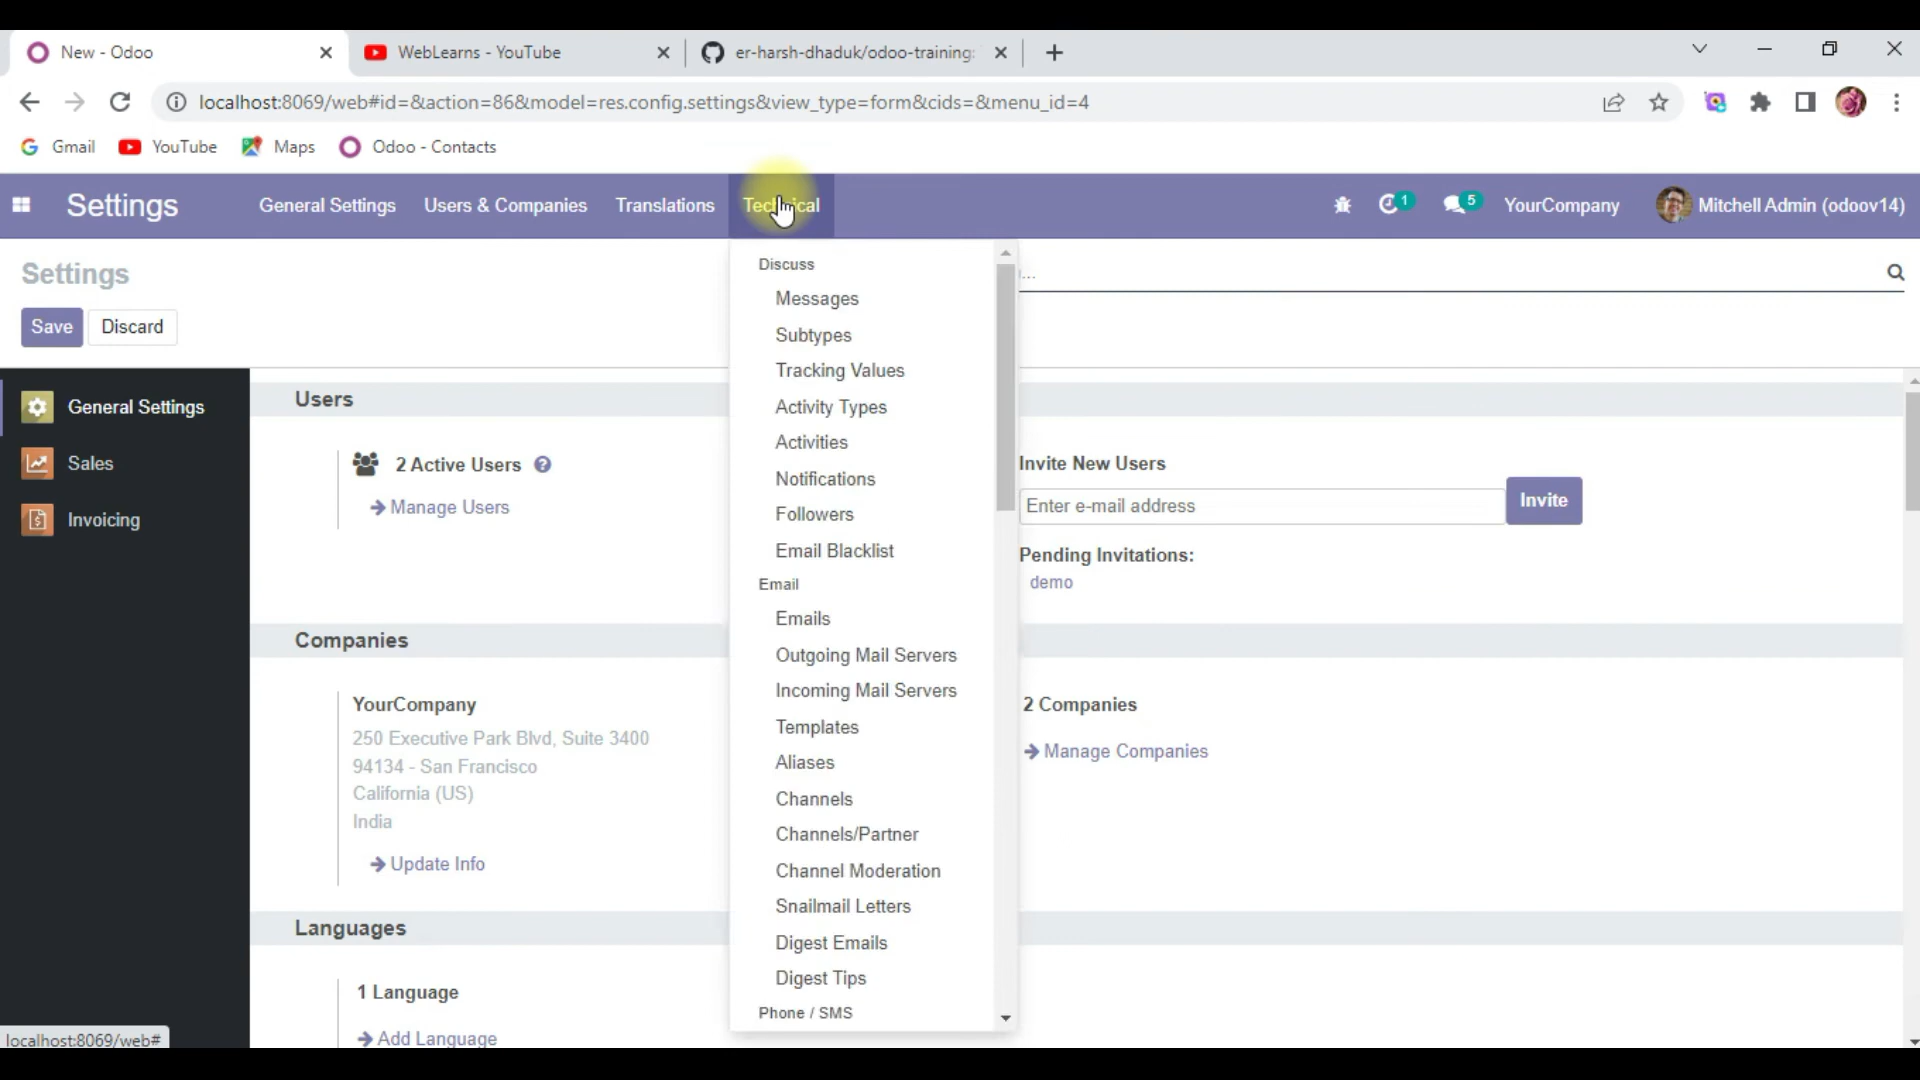 New - Odoo
WebLearns - YouTube
er-harsh-dhaduk/odoo-training:
localhost:8069/web#id=&action=86&model=res.config.settings&view_type=form&cids=&menu_id=4
Gmail
YouTube
Maps
Odoo - Contacts
Settings
General Settings
Users & Companies
Translations
Technical
1
5
YourCompany
Mitchell Admin (odoov14)
Settings
...
Save
Discard
General Settings
Sales
Invoicing
Users
2 Active Users
Manage Users
Invite New Users
Enter e-mail address
Invite
Pending Invitations:
demo
Companies
YourCompany
250 Executive Park Blvd, Suite 3400
94134 - San Francisco
California (US)
India
Update Info
2 Companies
Manage Companies
Languages
1 Language
Add Language
Discuss
Messages
Subtypes
Tracking Values
Activity Types
Activities
Notifications
Followers
Email Blacklist
Email
Emails
Outgoing Mail Servers
Incoming Mail Servers
Templates
Aliases
Channels
Channels/Partner
Channel Moderation
Snailmail Letters
Digest Emails
Digest Tips
Phone / SMS
localhost:8069/web#